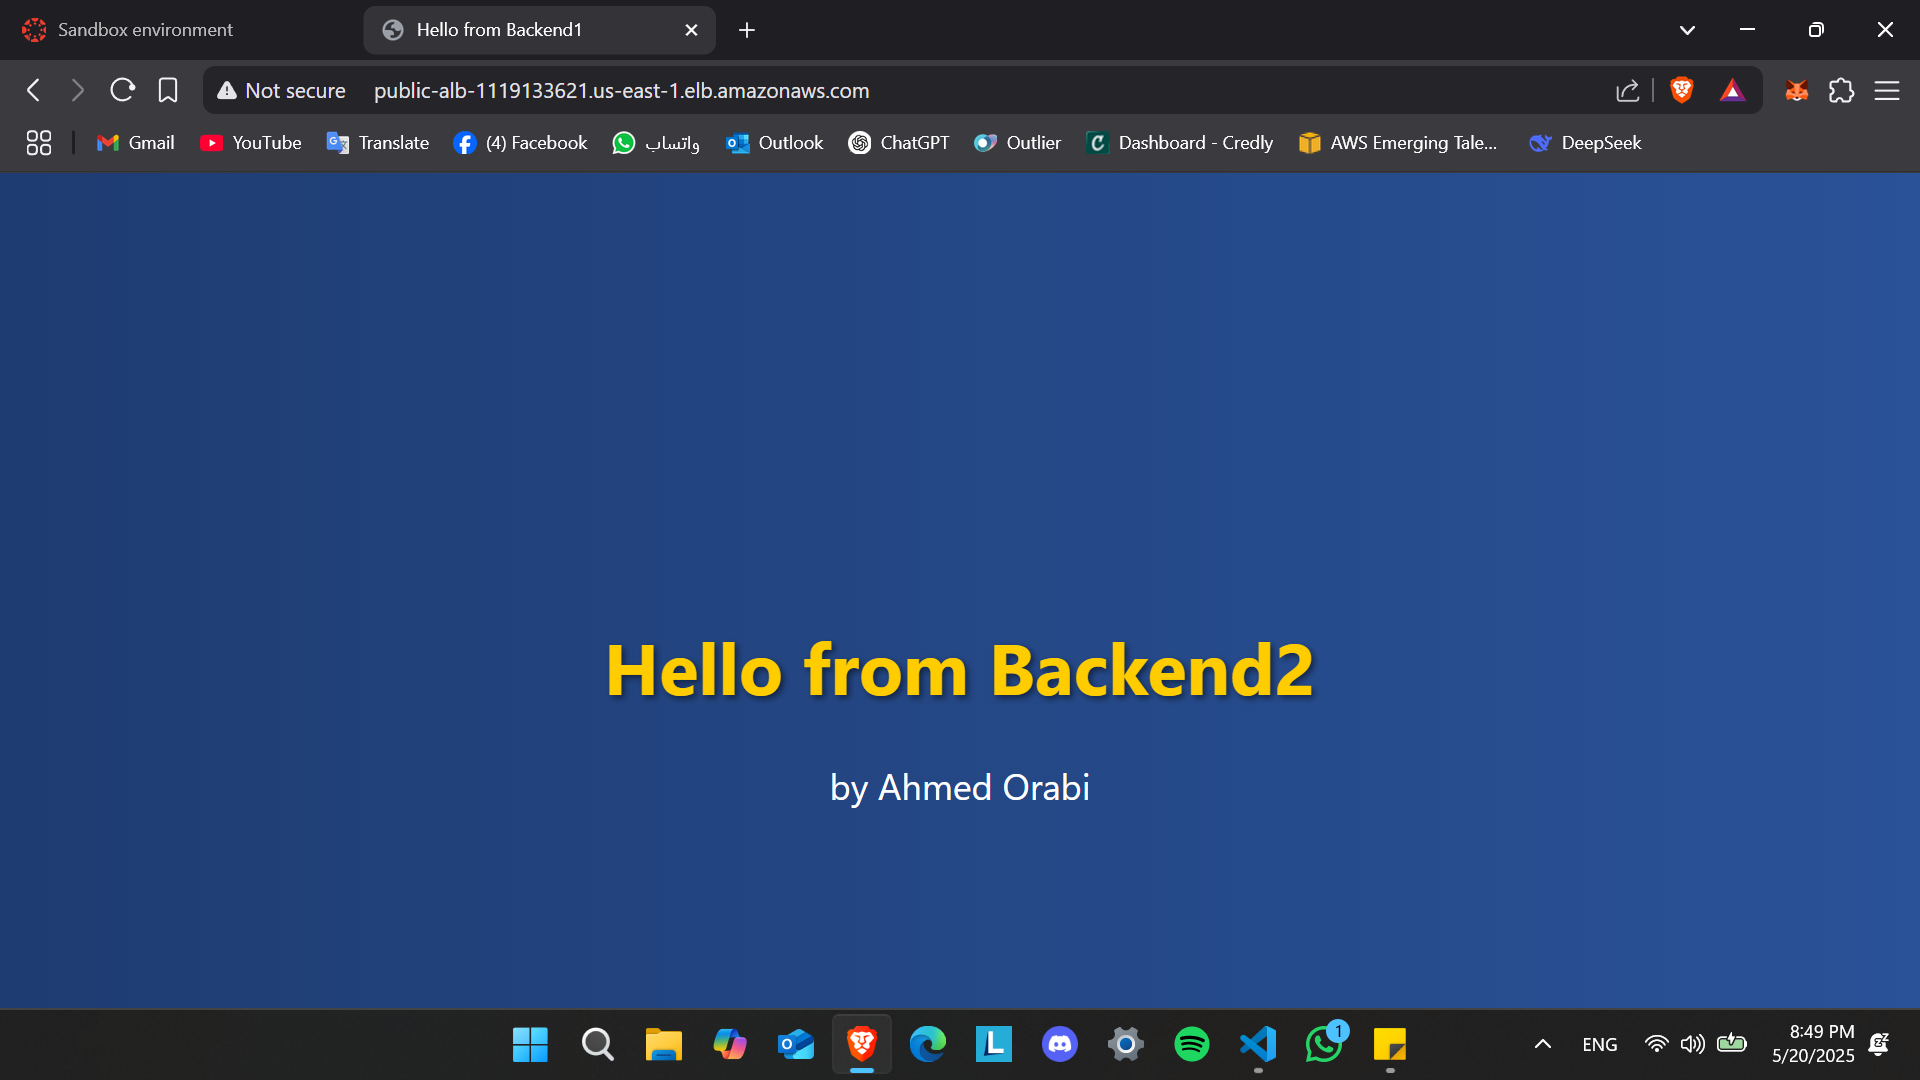 Sandbox environment
Hello from Backend1
Not secure
public-alb-1119133621.us-east-1.elb.amazonaws.com
Gmail
YouTube
Translate
(4) Facebook
واتساب
Outlook
ChatGPT
Outlier
Dashboard - Credly
AWS Emerging Tale...
DeepSeek
Hello from Backend2
by Ahmed Orabi
1
ENG
8:49 PM
5/20/2025